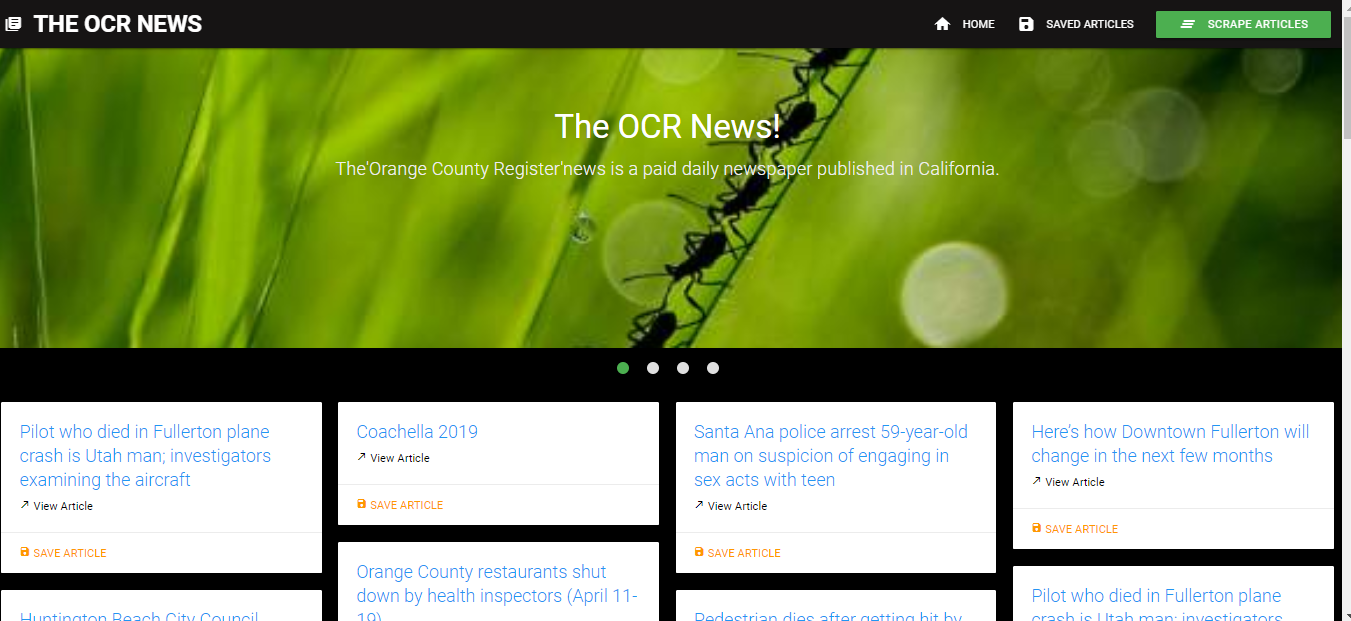 THE OCR NEWS
HOME
SAVED ARTICLES
SCRAPE ARTICLES
The OCR News!
The'Orange County Register'news is a paid daily newspaper published in California.
Pilot who died in Fullerton plane
crash is Utah man; investigators
examining the aircraft
View Article
SAVE ARTICLE
Huntington Beach City Council
Coachella 2019
View Article
SAVE ARTICLE
Orange County restaurants shut
down by health inspectors (April 11-
19)
Santa Ana police arrest 59-year-old
man on suspicion of engaging in
sex acts with teen
View Article
SAVE ARTICLE
Pedestrian dies after getting hit by
Here's how Downtown Fullerton will
change in the next few months
View Article
SAVE ARTICLE
Pilot who died in Fullerton plane
crash is Utah man; investigators